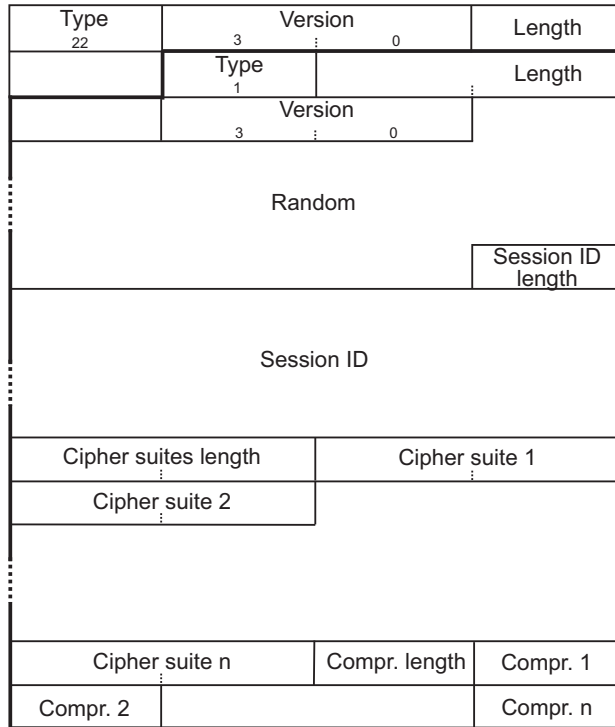 Type Version Length
22 3 0
Type Length
1
Version
3 0
Random
Session ID
length
Session ID
Cipher suites length Cipher suite 1
Cipher suite 2
Cipher suite n Compr. length Compr. 1
Compr. 2 Compr. n